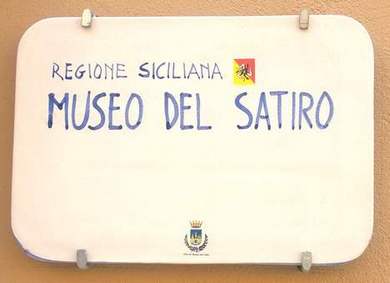 REGIONE SICILIANA
MUSEO DEL SATIRO